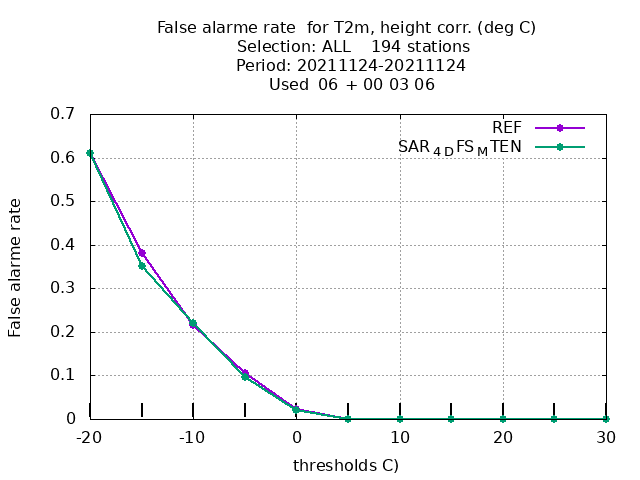 False alarme rate  for T2m, height corr. (deg C)
Selection: ALL    194 stations
Period: 20211124-20211124
Used  06 + 00 03 06
REF
SAR4DFSMTEN
0.7
0.6
0.5
0.4
0.3
0.2
0.1
0
False alarme rate
-20 -10 0 10 20 30
thresholds C)